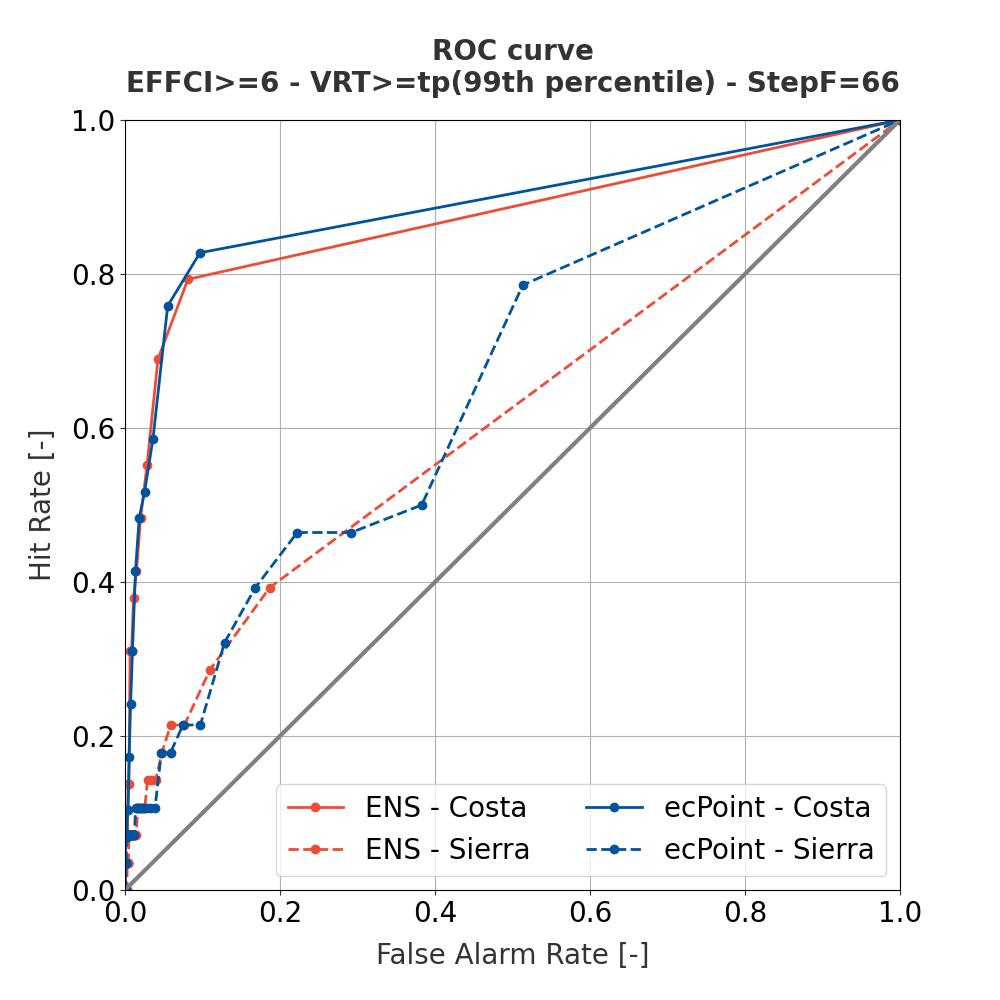 ROC curve
EFFCI>=6 - VRT>=tp(99th percentile) - StepF=66
1.0
0.8
0.6
0.4
0.2
0.0
Hit Rate [-]
ENS - Costa
ENS - Sierra
ecPoint - Costa
ecPoint - Sierra
0.0 0.2 0.4 0.6 0.8 1.0
False Alarm Rate [-]